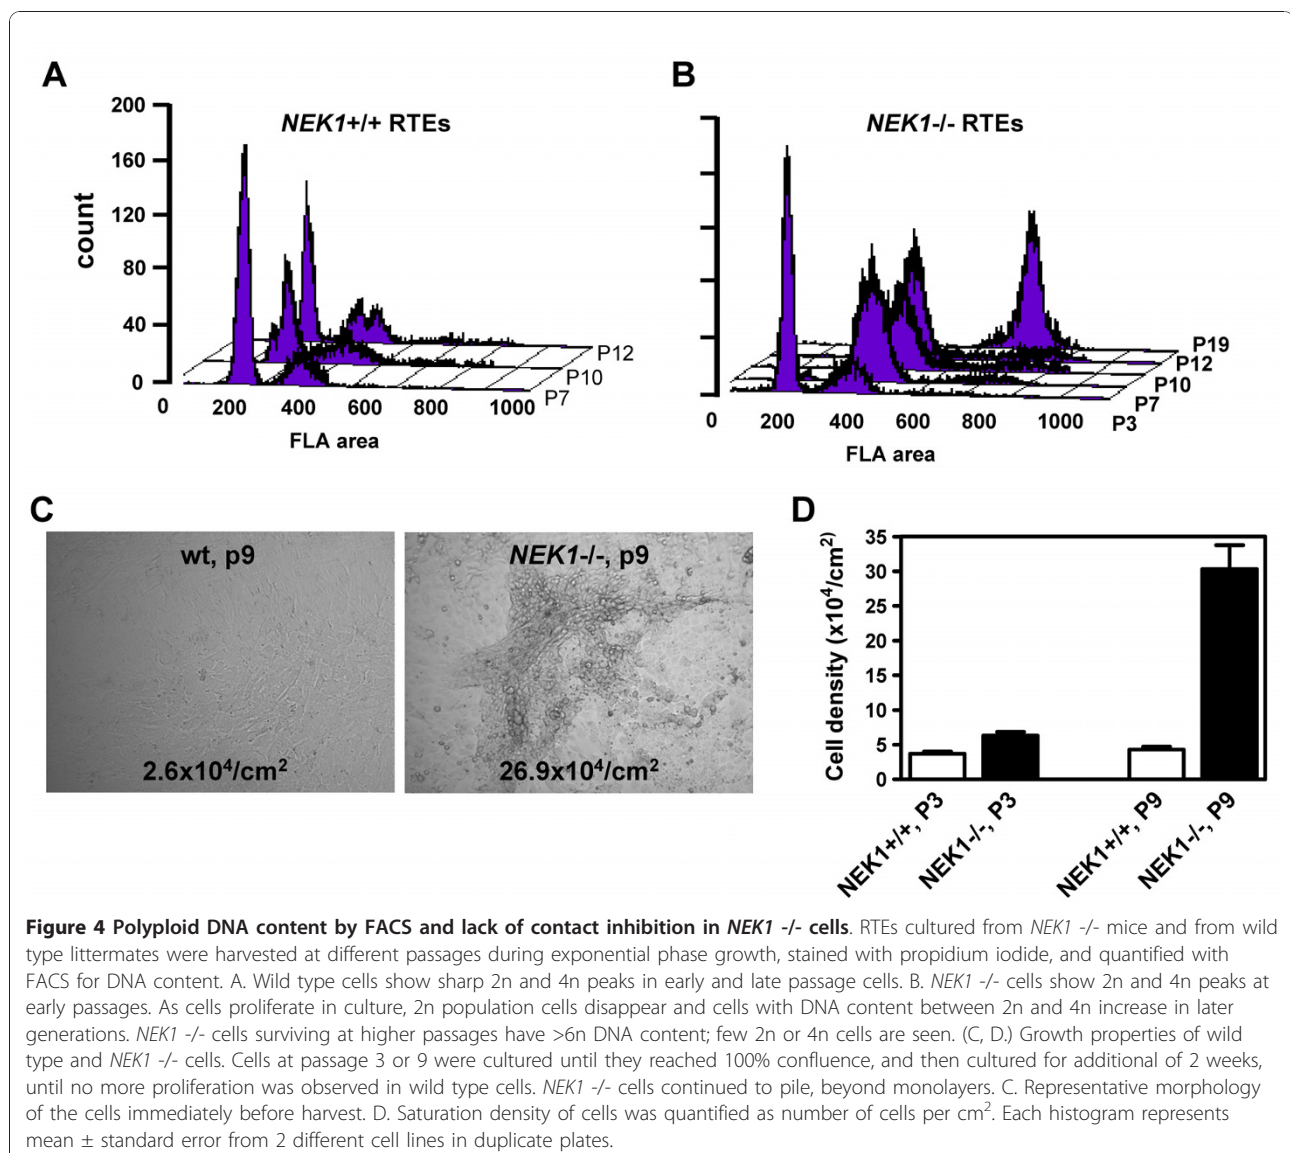 A
NEK1+/+ RTEs
count
200
160
120
80
40
0
0 200 400 600 800 1000
FLA area
P12
P10
P7
B
NEK1-/- RTEs
P19
P12
P10
P7
P3
0 200 400 600 800 1000
FLA area
C
wt, p9
2.6x10⁴/cm²
NEK1-/-, p9
26.9x10⁴/cm²
D
Cell density (x10⁴/cm²)
35
30
25
20
15
10
5
0
NEK1+/+, P3
NEK1-/-, P3
NEK1+/+, P9
NEK1-/-, P9
Figure 4 Polyploid DNA content by FACS and lack of contact inhibition in NEK1 -/- cells. RTEs cultured from NEK1 -/- mice and from wild
type littermates were harvested at different passages during exponential phase growth, stained with propidium iodide, and quantified with
FACS for DNA content. A. Wild type cells show sharp 2n and 4n peaks in early and late passage cells. B. NEK1 -/- cells show 2n and 4n peaks at
early passages. As cells proliferate in culture, 2n population cells disappear and cells with DNA content between 2n and 4n increase in later
generations. NEK1 -/- cells surviving at higher passages have >6n DNA content; few 2n or 4n cells are seen. (C, D.) Growth properties of wild
type and NEK1 -/- cells. Cells at passage 3 or 9 were cultured until they reached 100% confluence, and then cultured for additional of 2 weeks,
until no more proliferation was observed in wild type cells. NEK1 -/- cells continued to pile, beyond monolayers. C. Representative morphology
of the cells immediately before harvest. D. Saturation density of cells was quantified as number of cells per cm². Each histogram represents
mean ± standard error from 2 different cell lines in duplicate plates.